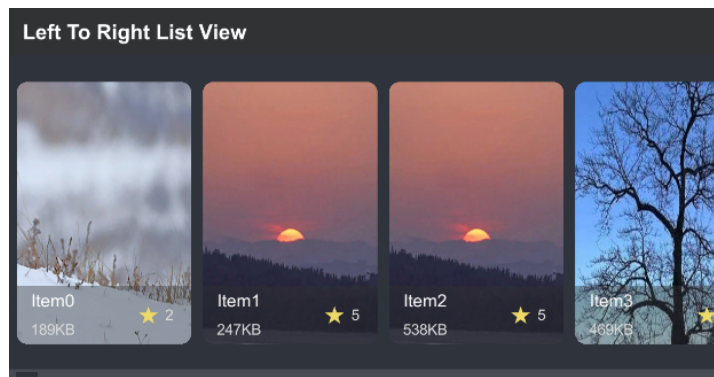 Left To Right List View
Item0
189KB
2
Item1
247KB
5
Item2
538KB
5
Item3
469KB